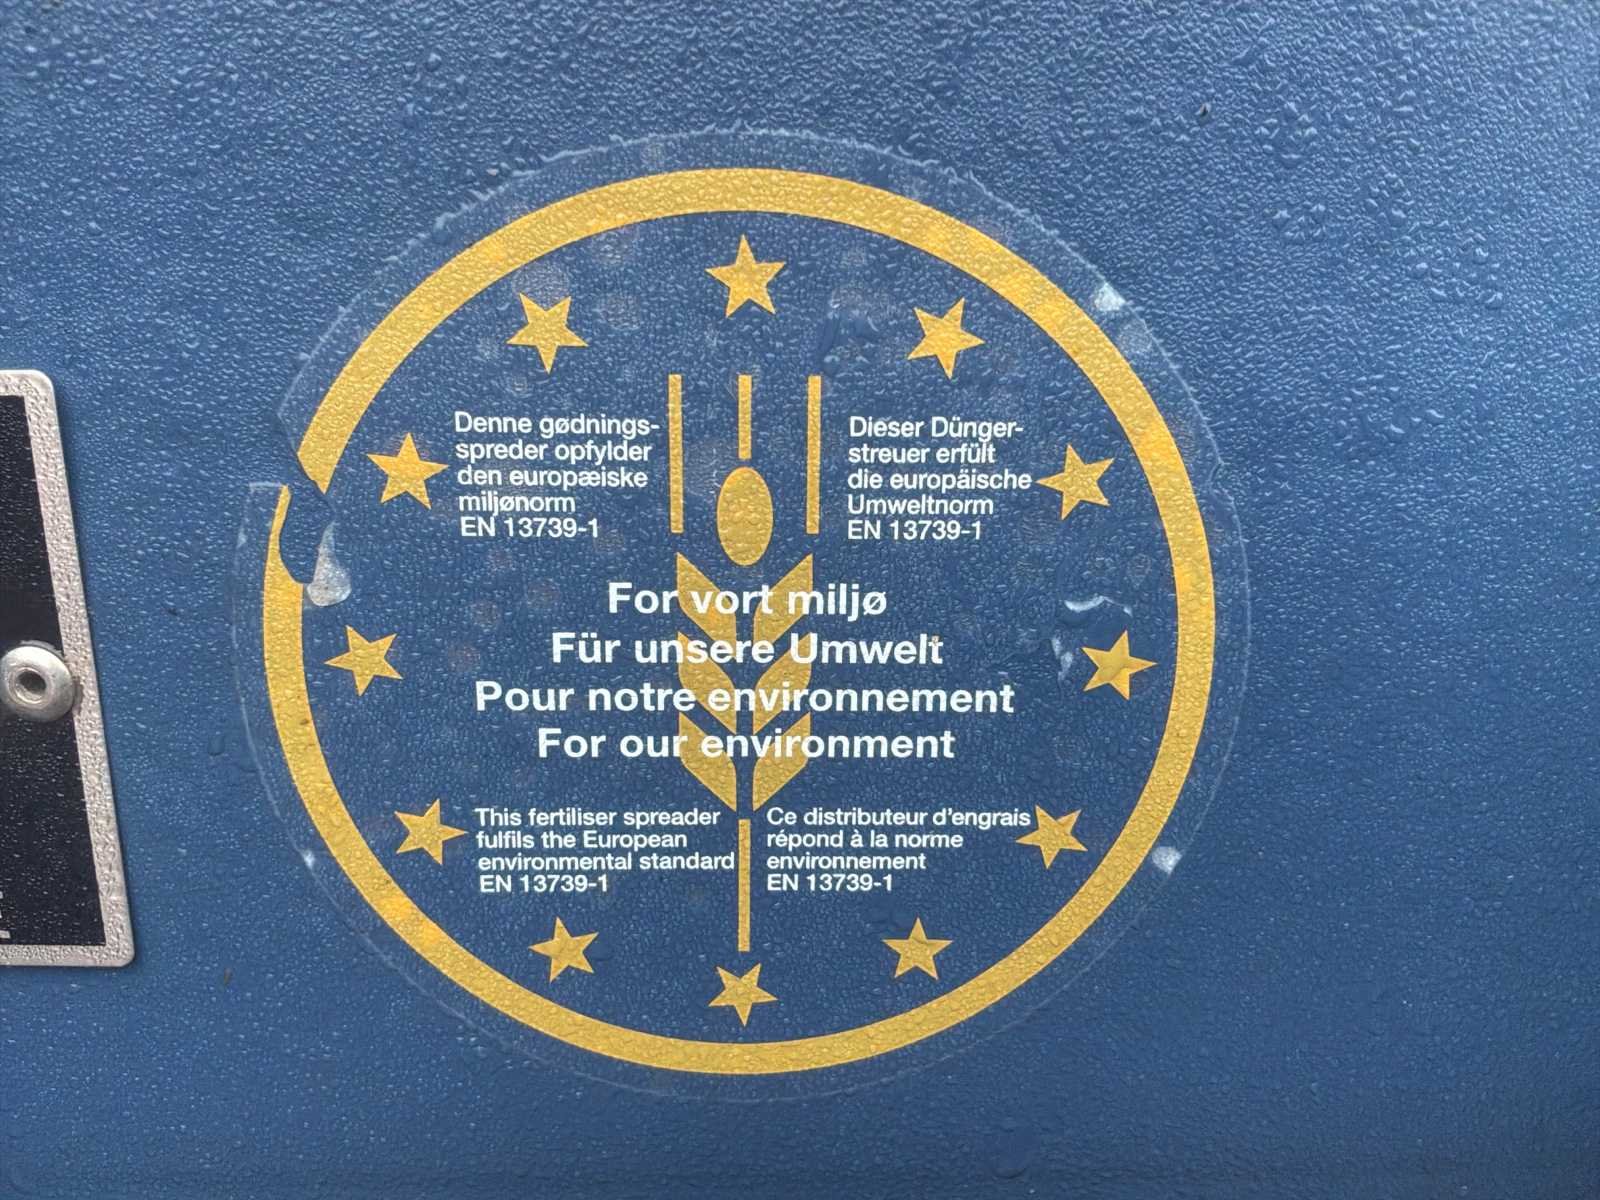 Denne gødnings-
spreder opfylder
den europæiske
miljønorm
EN 13739-1
Dieser Dünger-
streuer erfült
die europäische
Umweltnorm
EN 13739-1
For vort miljø
Für unsere Umwelt
Pour notre environnement
For our environment
This fertiliser spreader
fulfils the European
environmental standard
EN 13739-1
Ce distributeur d'engrais
répond à la norme
environnement
EN 13739-1